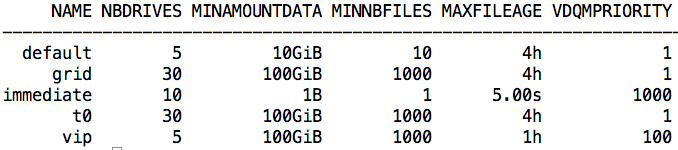 NAME NBDRIVES MINAMOUNTDATA MINNBFILES MAXFILEAGE VDQMPRIORITY
default 5 10GiB 10 4h 1
grid 30 100GiB 1000 4h 1
immediate 10 1B 1 5.00s 1000
t0 30 100GiB 1000 4h 1
vip 5 100GiB 1000 1h 100